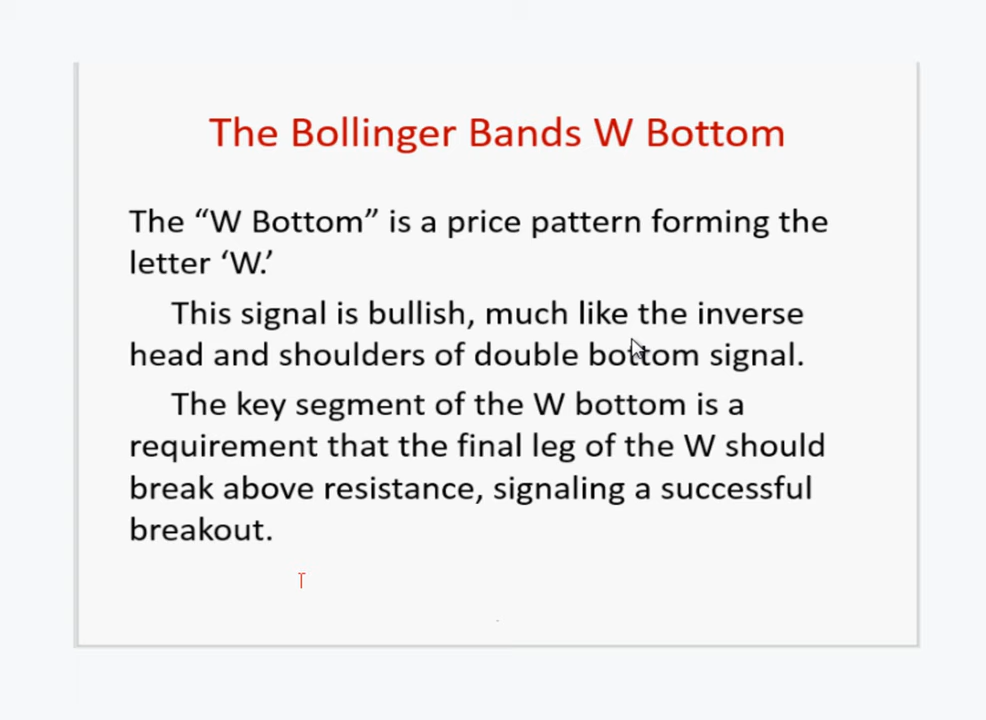 The Bollinger Bands W Bottom
The “W Bottom” is a price pattern forming the
letter ‘W.’
This signal is bullish, much like the inverse
head and shoulders of double bottom signal.
The key segment of the W bottom is a
requirement that the final leg of the W should
break above resistance, signaling a successful
breakout.